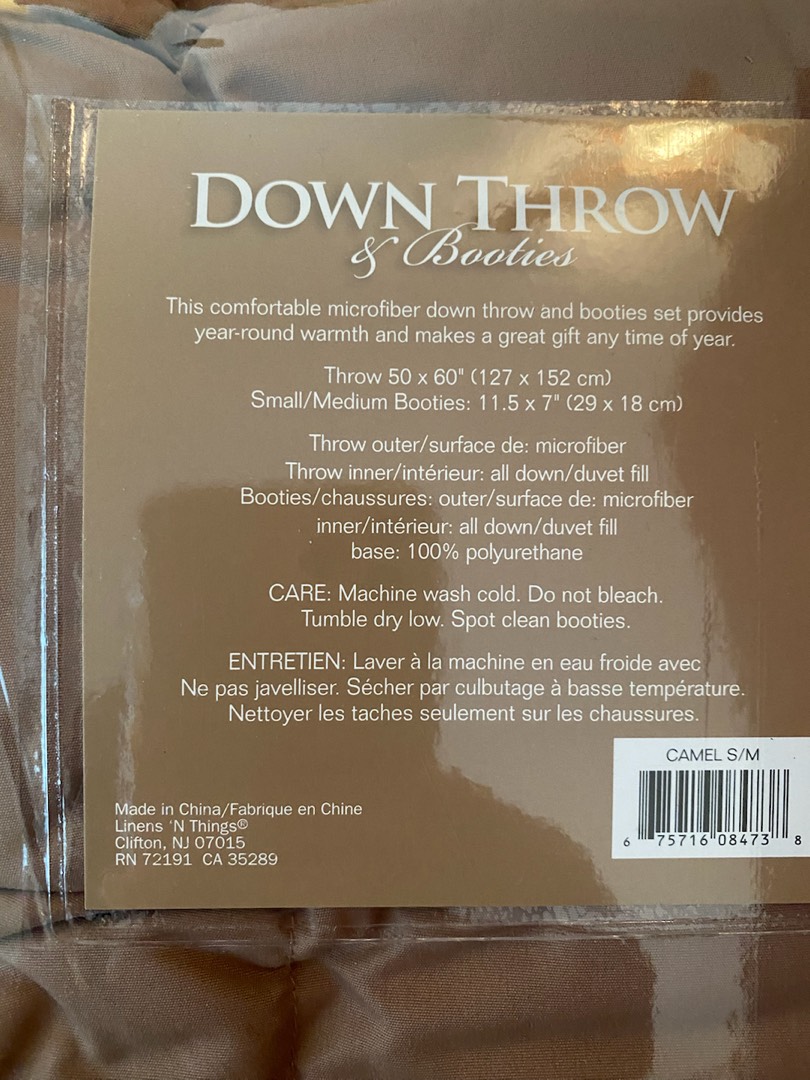 DOWN THROW
& Booties
This comfortable microfiber down throw and booties set provides
year-round warmth and makes a great gift any time of year.
Throw 50 x 60" (127 x 152 cm)
Small/Medium Booties: 11.5 x 7" (29 x 18 cm)
Throw outer/surface de: microfiber
Throw inner/intérieur: all down/duvet fill
Booties/chaussures: outer/surface de: microfiber
inner/intérieur: all down/duvet fill
base: 100% polyurethane
CARE: Machine wash cold. Do not bleach.
Tumble dry low. Spot clean booties.
ENTRETIEN: Laver à la machine en eau froide avec
Ne pas javelliser. Sécher par culbutage à basse température.
Nettoyer les taches seulement sur les chaussures.
CAMEL S/M
6 75716 08473 8
Made in China/Fabrique en Chine
Linens 'N Things®
Clifton, NJ 07015
RN 72191 CA 35289